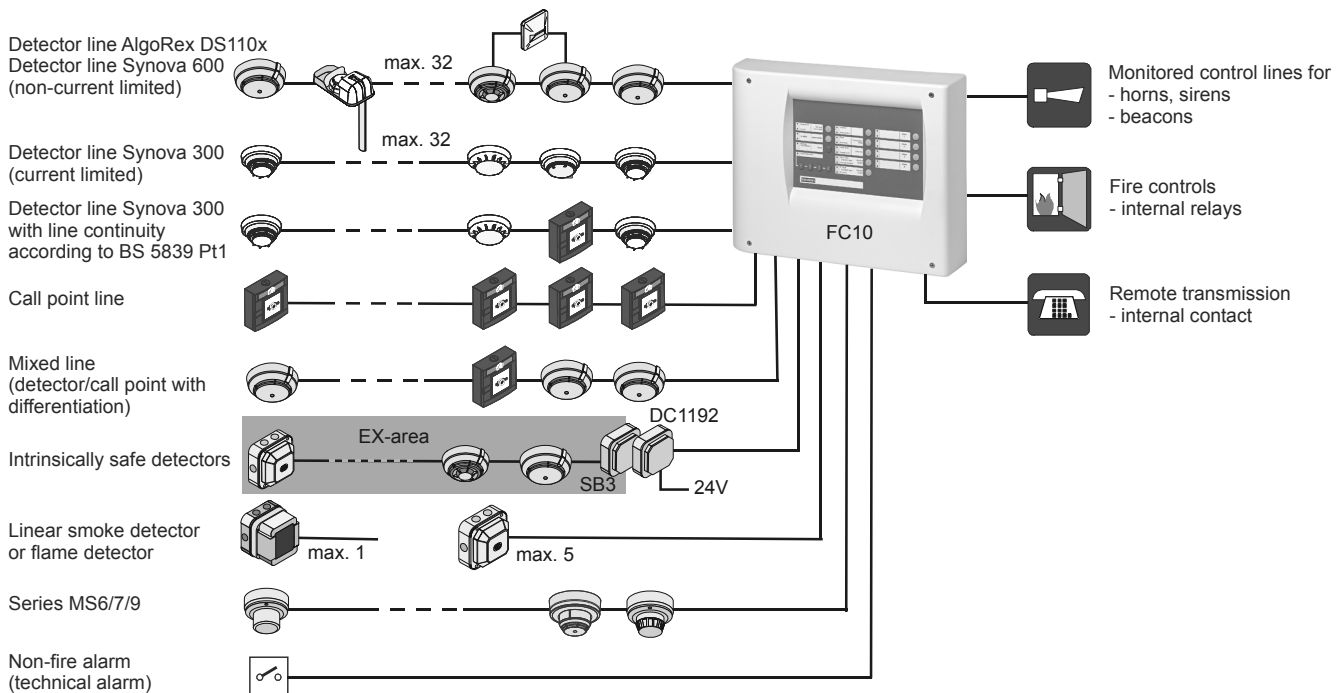 Detector line AlgoRex DS110x
Detector line Synova 600
(non-current limited)
max. 32
Detector line Synova 300
(current limited)
max. 32
Detector line Synova 300
with line continuity
according to BS 5839 Pt1
Call point line
Mixed line
(detector/call point with
differentiation)
Intrinsically safe detectors
EX-area
SB3
DC1192
24V
Linear smoke detector
or flame detector
max. 1
max. 5
Series MS6/7/9
Non-fire alarm
(technical alarm)
FC10
Monitored control lines for
- horns, sirens
- beacons
Fire controls
- internal relays
Remote transmission
- internal contact